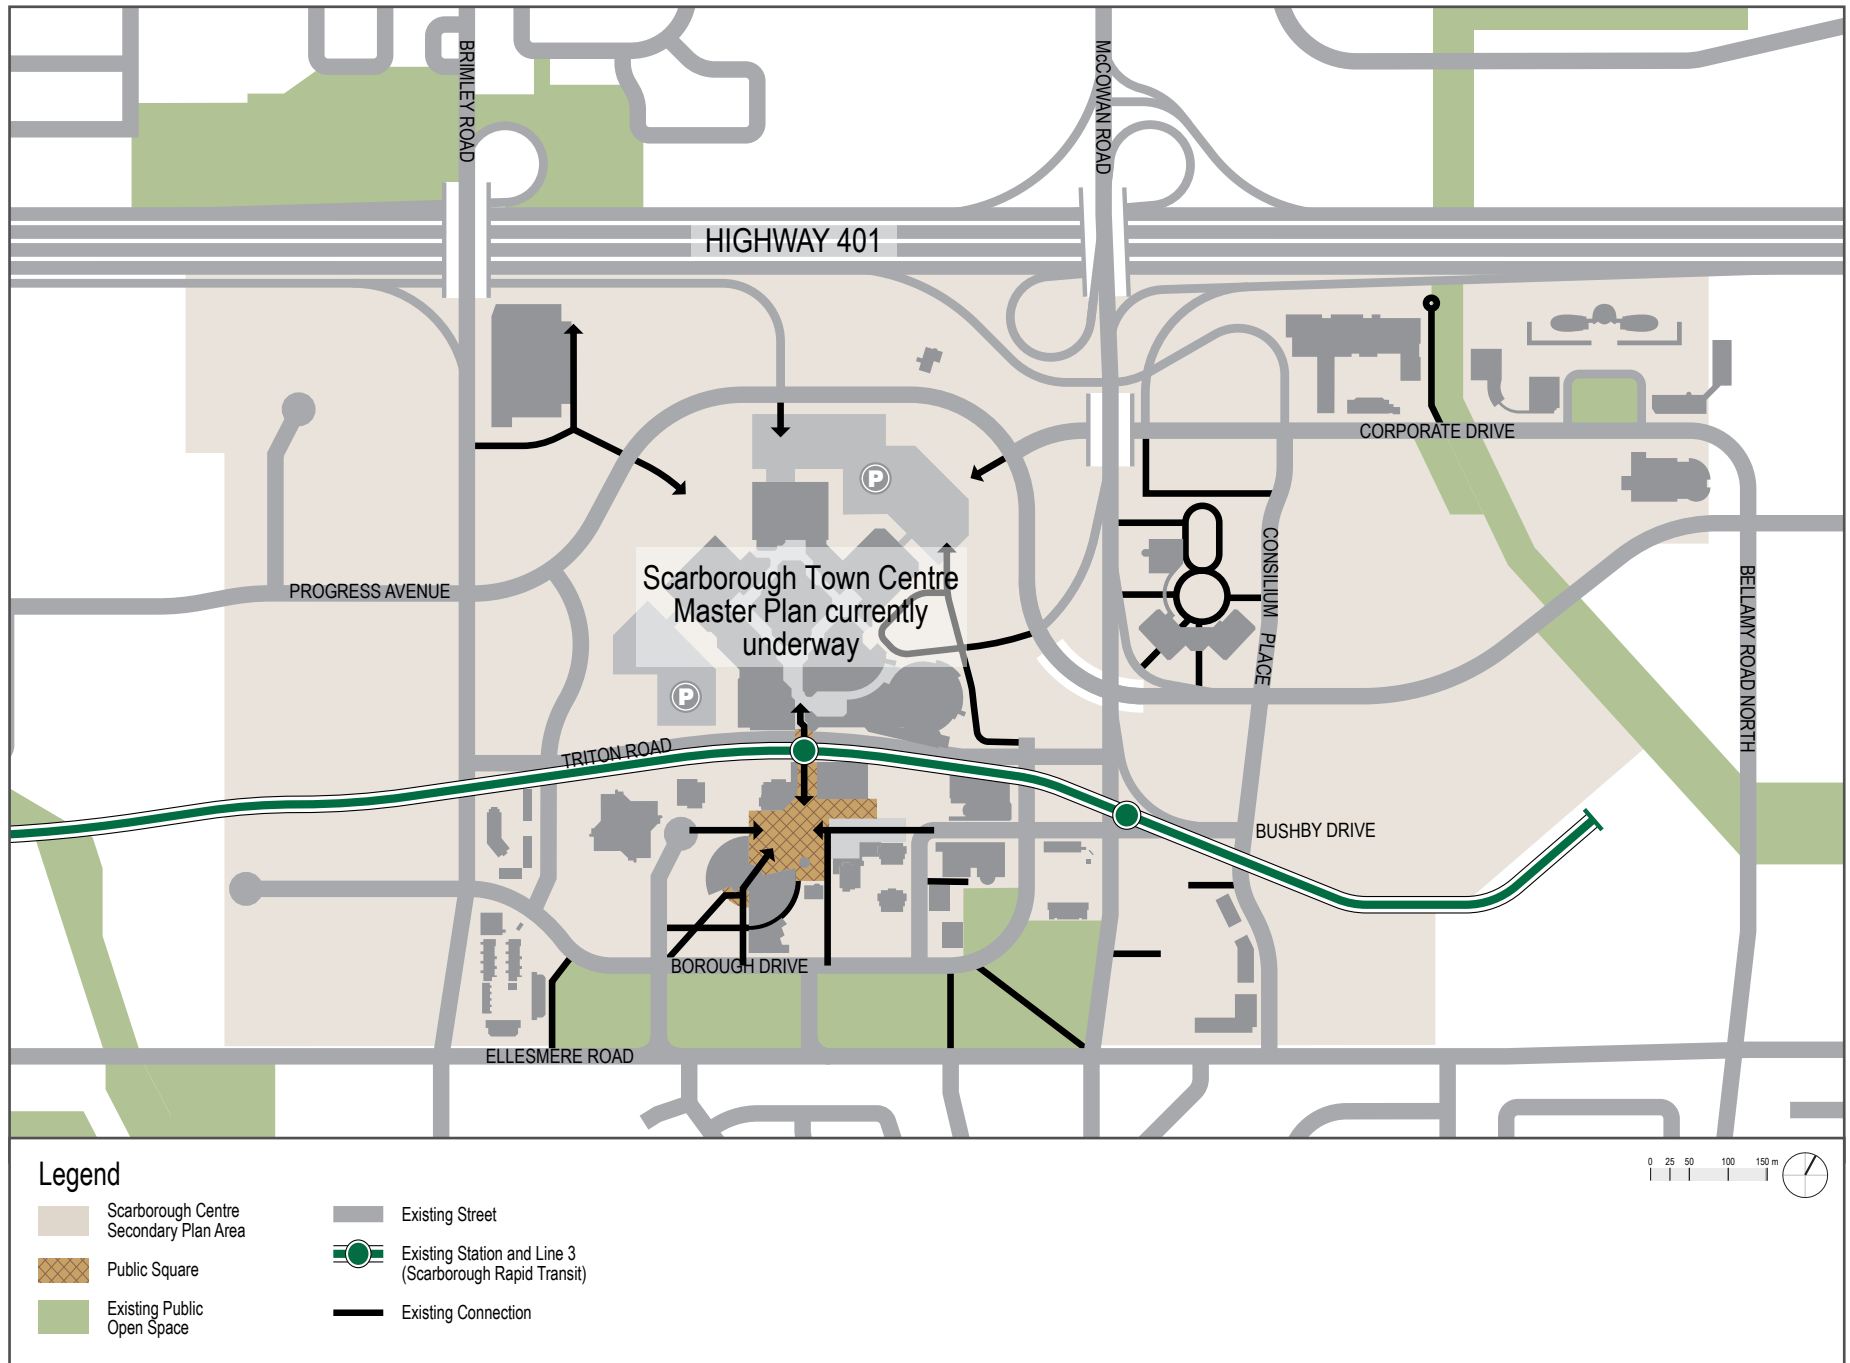 BRIMLEY ROAD
McCOWAN ROAD
HIGHWAY 401
CORPORATE DRIVE
P
CONSILIUM PLACE
Scarborough Town Centre
Master Plan currently
underway
PROGRESS AVENUE
BELLAMY ROAD NORTH
P
TRITON ROAD
BUSHBY DRIVE
BOROUGH DRIVE
ELLESMERE ROAD
Legend
Scarborough Centre
Secondary Plan Area
Public Square
Existing Public
Open Space
Existing Street
Existing Station and Line 3
(Scarborough Rapid Transit)
Existing Connection
0 25 50 100 150 m